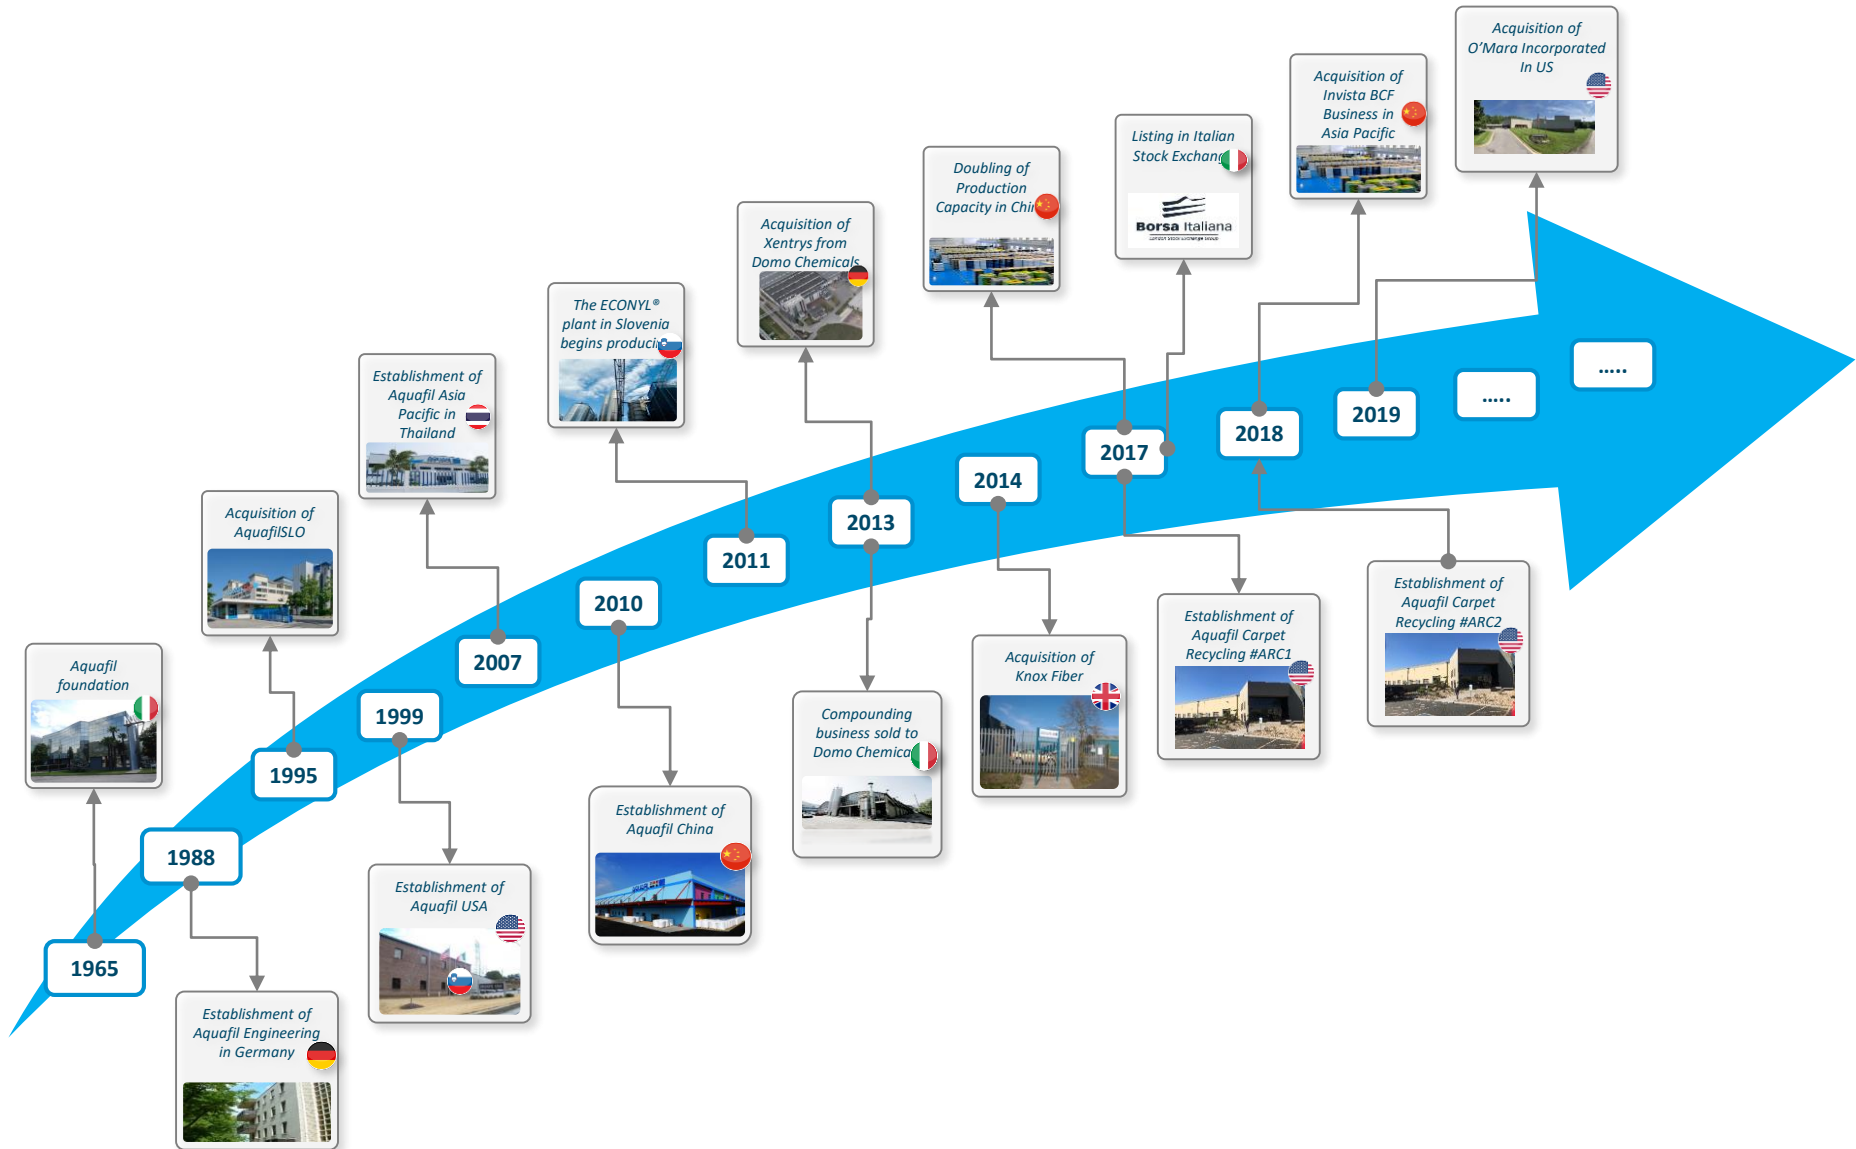 Acquisition of
O'Mara Incorporated
In US
Acquisition of
Invista BCF
Business in
Asia Pacific
Listing in Italian
Stock Exchang
Borsa Italiana
London Stock Exchange Group
Doubling of
Production
Capacity in Chin
Acquisition of
Xentrys from
Domo Chemicals
The ECONYL®
plant in Slovenia
begins produci
Establishment of
Aquafil Asia
Pacific in
Thailand
Acquisition of
AquafilSLO
Aquafil
foundation
1965
1988
1995
1999
2007
2010
2011
2013
2014
2017
2018
2019
.....
.....
Establishment of
Aquafil Engineering
in Germany
Establishment of
Aquafil USA
Establishment of
Aquafil China
Compounding
business sold to
Domo Chemica
Acquisition of
Knox Fiber
Establishment of
Aquafil Carpet
Recycling #ARC1
Establishment of
Aquafil Carpet
Recycling #ARC2